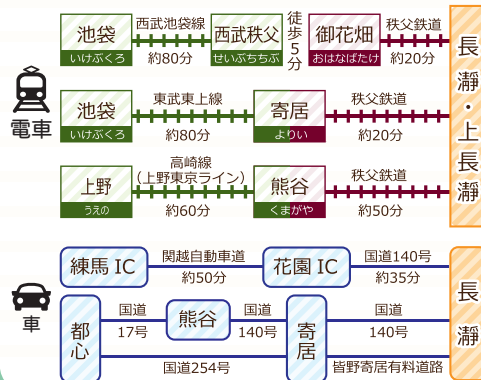 電車
池袋
いけぶくろ
西武池袋線
約80分
西武秩父
せいぶちちぶ
徒歩5分
御花畑
おはなばたけ
秩父鉄道
約20分
池袋
いけぶくろ
東武東上線
約80分
寄居
よりい
秩父鉄道
約20分
上野
うえの
高崎線
(上野東京ライン)
約60分
熊谷
くまがや
秩父鉄道
約50分
長瀞・上長瀞
車
練馬 IC
関越自動車道
約50分
花園 IC
国道140号
約35分
都心
国道
17号
熊谷
国道
140号
寄居
国道
140号
国道254号
皆野寄居有料道路
長瀞